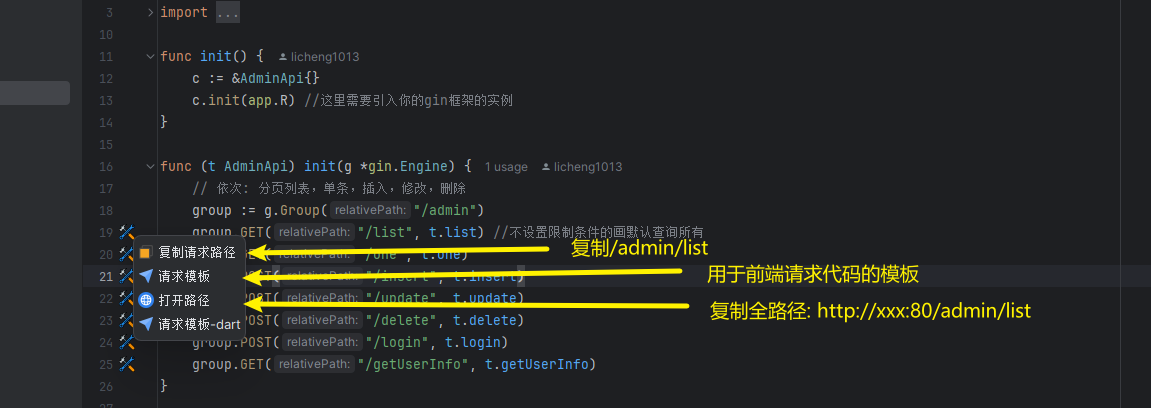 3 import ...
10
11 func init() { licheng1013
12 c := &AdminApi{}
13 c.init(app.R) //这里需要引入你的gin框架的实例
14 }
15
16 func (t AdminApi) init(g *gin.Engine) { 1 usage licheng1013
17 // 依次: 分页列表，单条，插入，修改，删除
18 group := g.Group( relativePath: "/admin")
19 group.GET( relativePath: "/list", t.list) //不设置限制条件的画默认查询所有
20 relativePath: "/one", t.one)
复制请求路径 复制/admin/list
21 T( relativePath: "/insert", t.insert)
请求模板 用于前端请求代码的模板
22 POST( relativePath: "/update", t.update)
打开路径 复制全路径: http://xxx:80/admin/list
23 POST( relativePath: "/delete", t.delete)
请求模板-dart
24 group.POST( relativePath: "/login", t.login)
25 group.GET( relativePath: "/getUserInfo", t.getUserInfo)
26 }
27